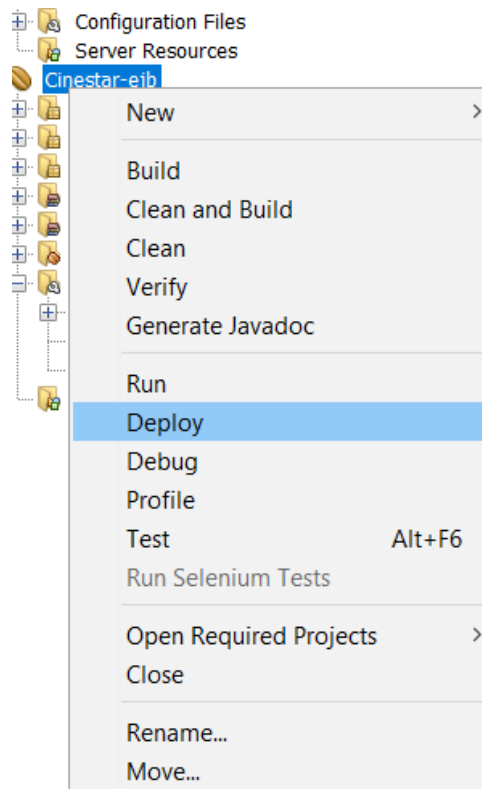 Configuration Files
Server Resources
Cinestar-ejb
New
Build
Clean and Build
Clean
Verify
Generate Javadoc
Run
Deploy
Debug
Profile
Test Alt+F6
Run Selenium Tests
Open Required Projects
Close
Rename...
Move...